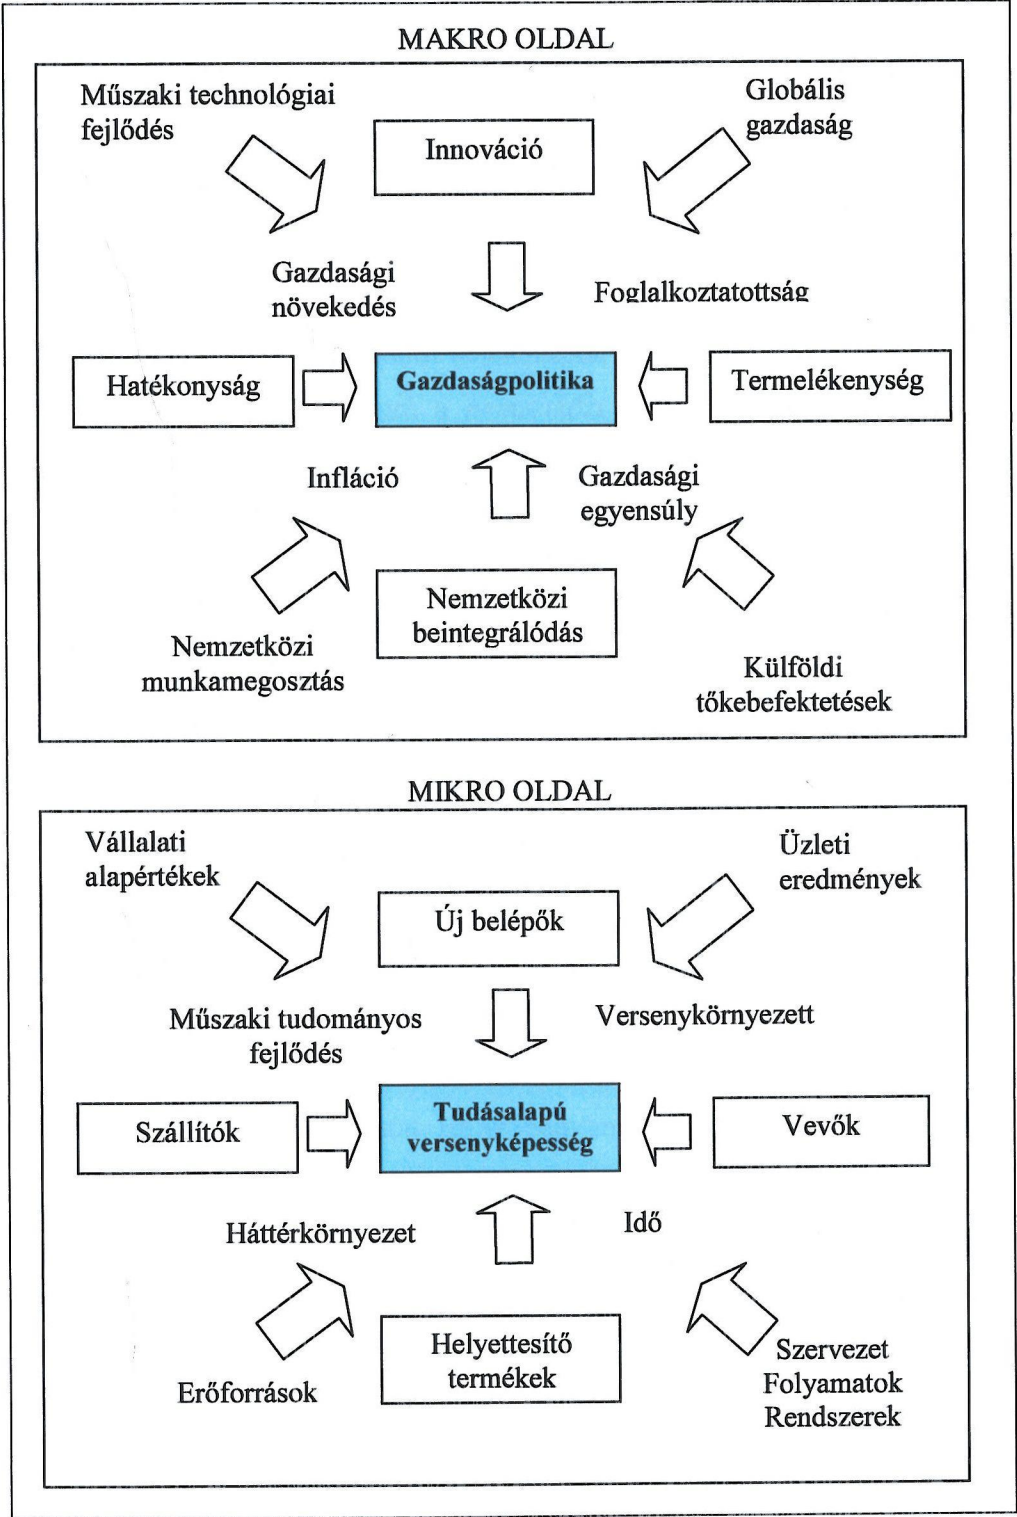 MAKRO OLDAL
Műszaki technológiai
fejlődés
Globális
gazdaság
Innováció
Gazdasági
növekedés
Foglalkoztatottság
Hatékonyság
Gazdaságpolitika
Termelékenység
Infláció
Gazdasági
egyensúly
Nemzetközi
beintegrálódás
Nemzetközi
munkamegosztás
Külföldi
tőkebefektetések
MIKRO OLDAL
Vállalati
alapértékek
Üzleti
eredmények
Új belépők
Műszaki tudományos
fejlődés
Versenykörnyezett
Szállítók
Tudásalapú
versenyképesség
Vevők
Háttérkörnyezet
Idő
Helyettesítő
termékek
Erőforrások
Szervezet
Folyamatok
Rendszerek